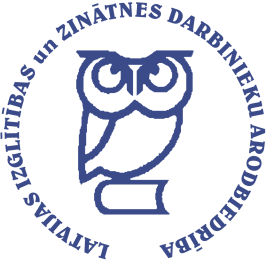 LATVIJAS IZGLĪTĪBAS un ZINĀTNES DARBINIEKU ARODBIEDRĪBA